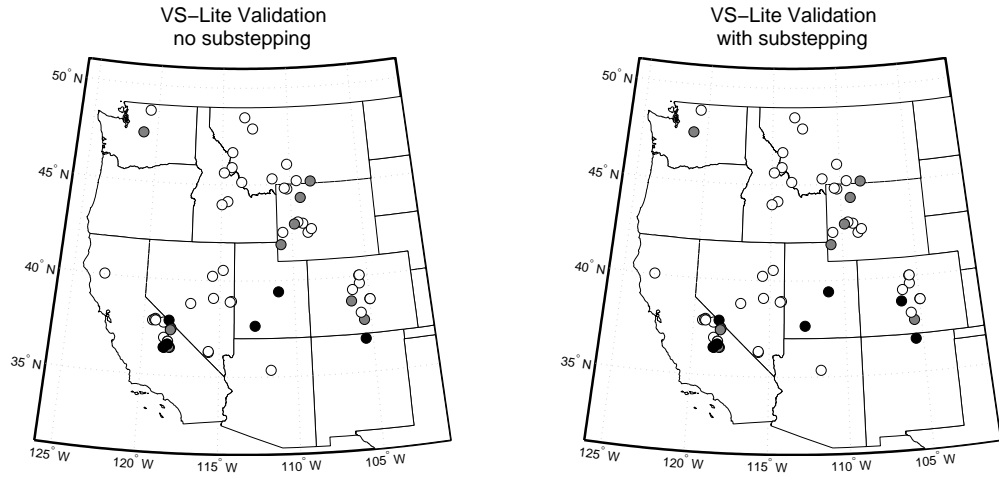 VS−Lite Validation
no substepping
50° N
45° N
40° N
35° N
125° W
120° W
115° W
110° W
105° W
VS−Lite Validation
with substepping
50° N
45° N
40° N
35° N
125° W
120° W
115° W
110° W
105° W